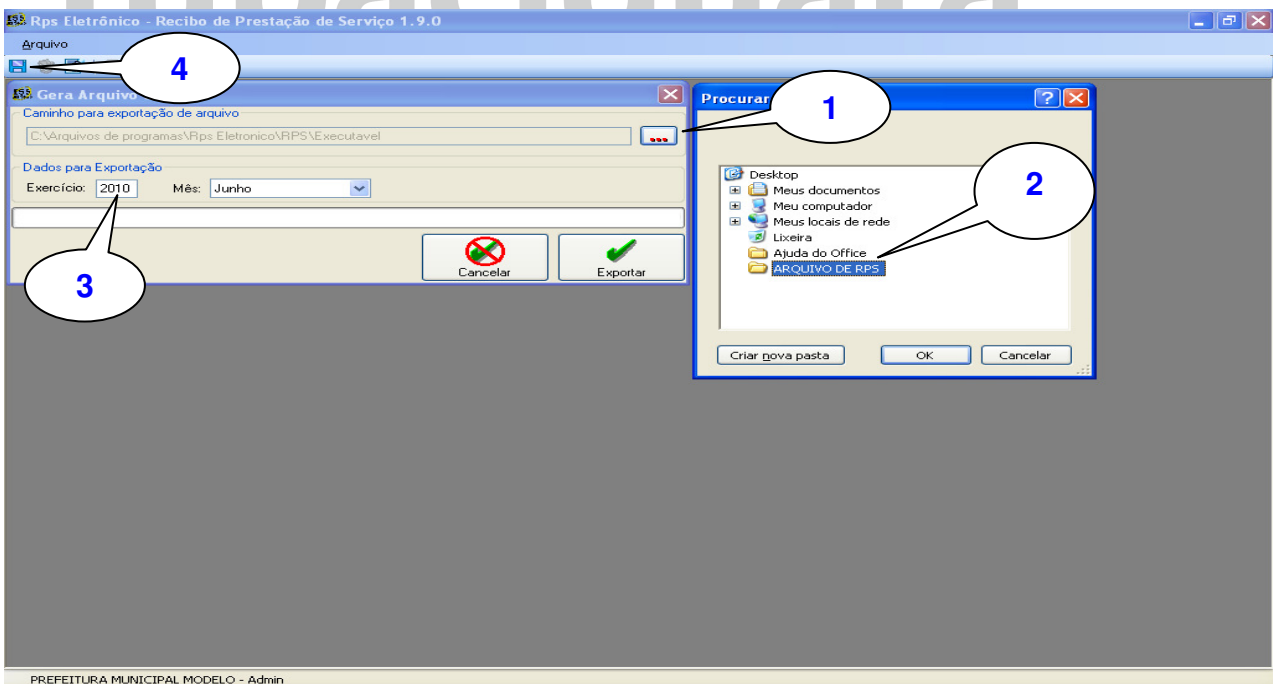 Rps Eletrônico - Recibo de Prestação de Serviço 1.9.0
Arquivo
4
Gera Arquivo
Caminho para exportação de arquivo
C:\Arquivos de programas\Rps Eletronico\RPS\Executavel
...
Dados para Exportação
Exercício: 2010 Mês: Junho
Cancelar
Exportar
3
Procurar
1
Desktop
Meus documentos
Meu computador
Meus locais de rede
Lixeira
Ajuda do Office
ARQUIVO DE RPS
2
Criar nova pasta
OK
Cancelar
PREFEITURA MUNICIPAL MODELO - Admin